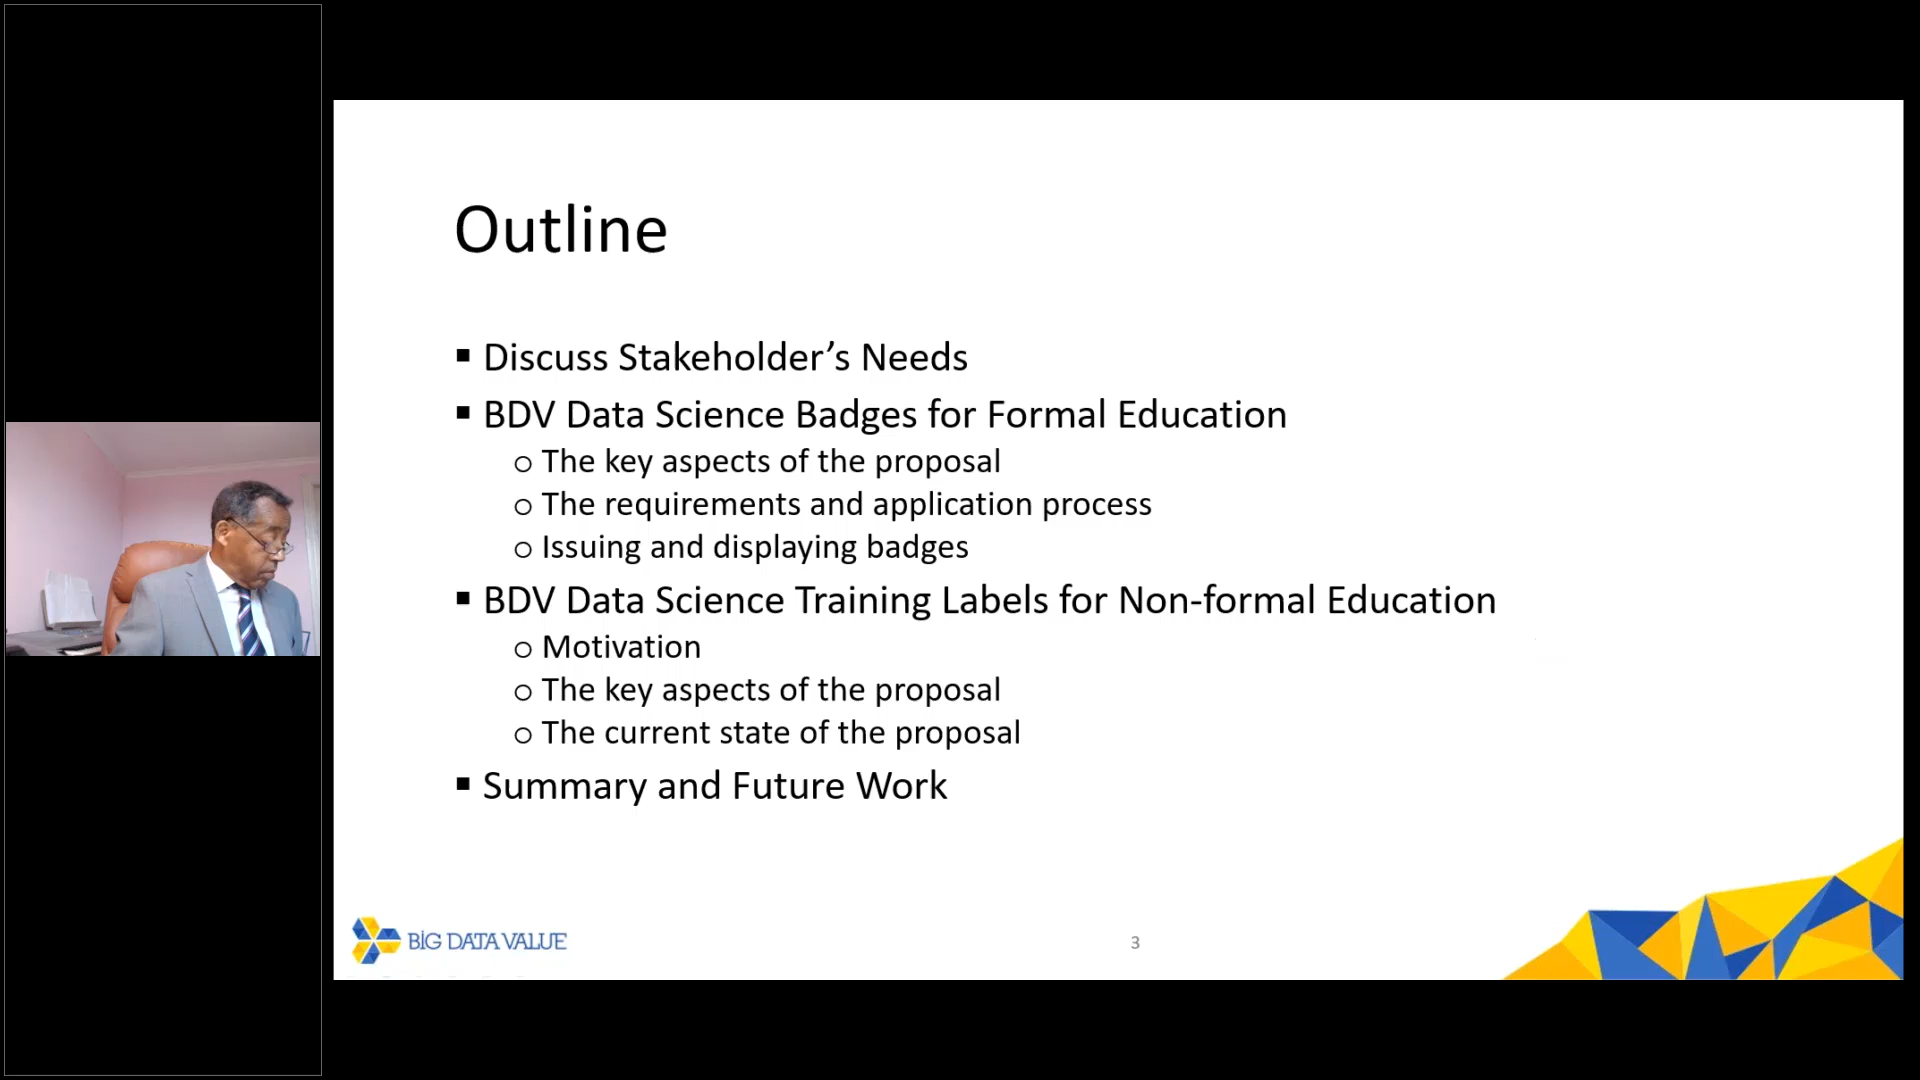 Outline
▪ Discuss Stakeholder’s Needs
▪ BDV Data Science Badges for Formal Education
o The key aspects of the proposal
o The requirements and application process
o Issuing and displaying badges
▪ BDV Data Science Training Labels for Non-formal Education
o Motivation
o The key aspects of the proposal
o The current state of the proposal
▪ Summary and Future Work
BIG DATA VALUE
3